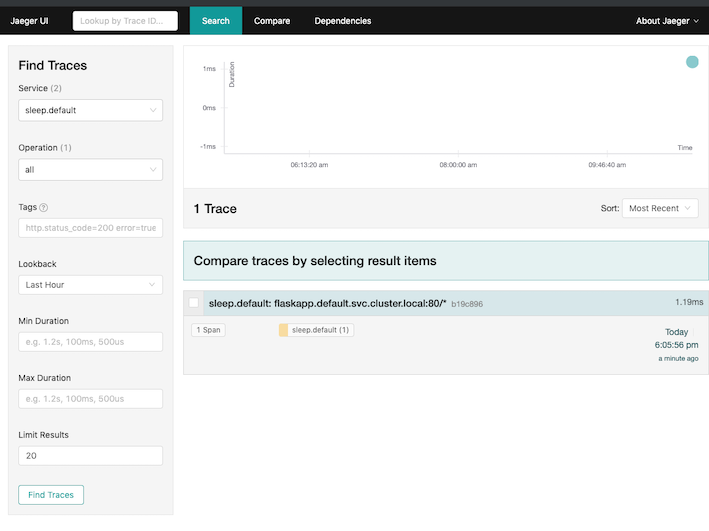 Jaeger UI
Lookup by Trace ID...
Search
Compare
Dependencies
About Jaeger
Find Traces
Service (2)
sleep.default
Operation (1)
all
Tags
http.status_code=200 error=true
Lookback
Last Hour
Min Duration
e.g. 1.2s, 100ms, 500us
Max Duration
e.g. 1.2s, 100ms, 500us
Limit Results
20
Find Traces
Duration
1ms
0ms
-1ms
Time
06:13:20 am
08:00:00 am
09:46:40 am
1 Trace
Sort: Most Recent
Compare traces by selecting result items
sleep.default: flaskapp.default.svc.cluster.local:80/* b19c896
1.19ms
1 Span
sleep.default (1)
Today
6:05:56 pm
a minute ago